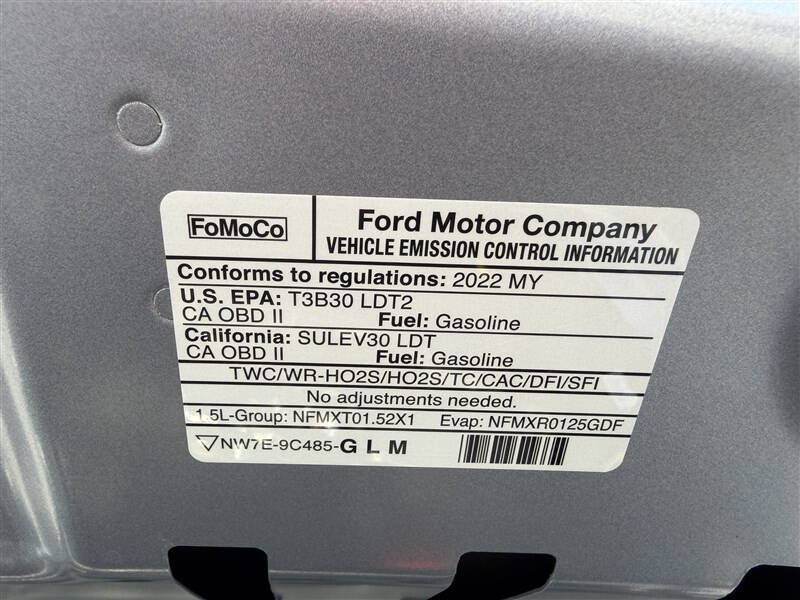 FoMoCo
Ford Motor Company
VEHICLE EMISSION CONTROL INFORMATION
Conforms to regulations: 2022 MY
U.S. EPA: T3B30 LDT2
CA OBD II Fuel: Gasoline
California: SULEV30 LDT
CA OBD II Fuel: Gasoline
TWC/WR-HO2S/HO2S/TC/CAC/DFI/SFI
No adjustments needed.
1.5L-Group: NFMXT01.52X1 Evap: NFMXR0125GDF
NW7E-9C485-G L M